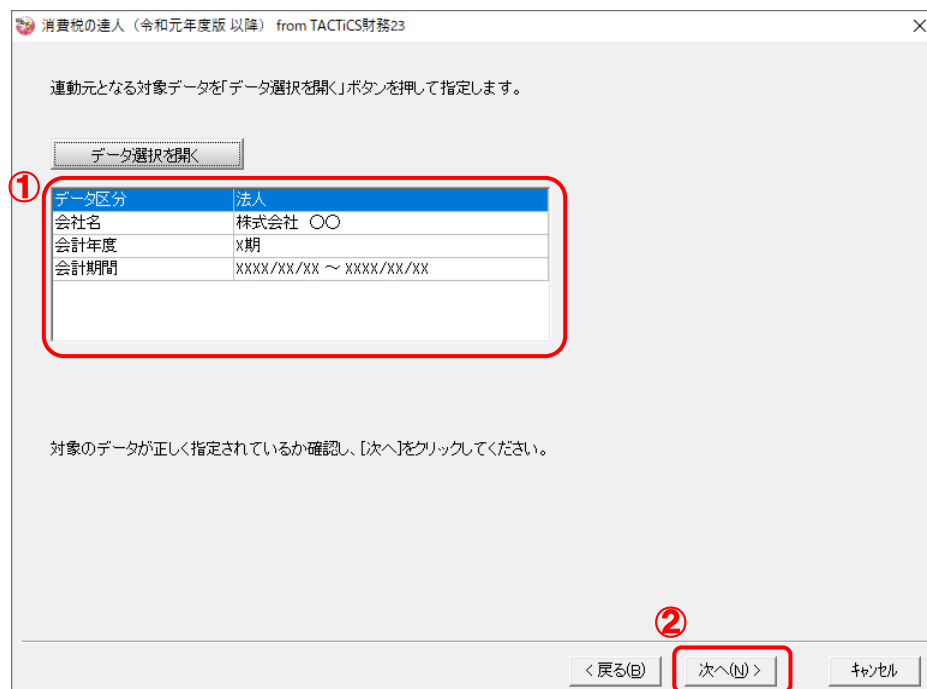 消費税の達人（令和元年度版 以降） from TACTiCS財務23
連動元となる対象データを「データ選択を開く」ボタンを押して指定します。
データ選択を開く
①
データ区分 法人
会社名 株式会社 〇〇
会計年度 X期
会計期間 XXXX/XX/XX ～ XXXX/XX/XX
対象のデータが正しく指定されているか確認し、[次へ]をクリックしてください。
②
< 戻る(B) 次へ(N) > キャンセル